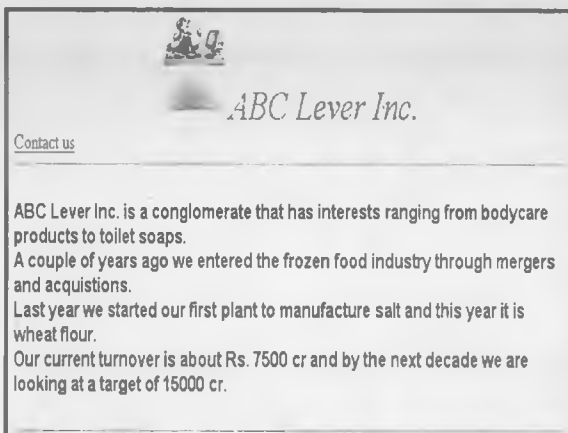 ABC Lever Inc.
Contact us
ABC Lever Inc. is a conglomerate that has interests ranging from bodycare
products to toilet soaps.
A couple of years ago we entered the frozen food industry through mergers
and acquistions.
Last year we started our first plant to manufacture salt and this year it is
wheat flour.
Our current turnover is about Rs. 7500 cr and by the next decade we are
looking at a target of 15000 cr.